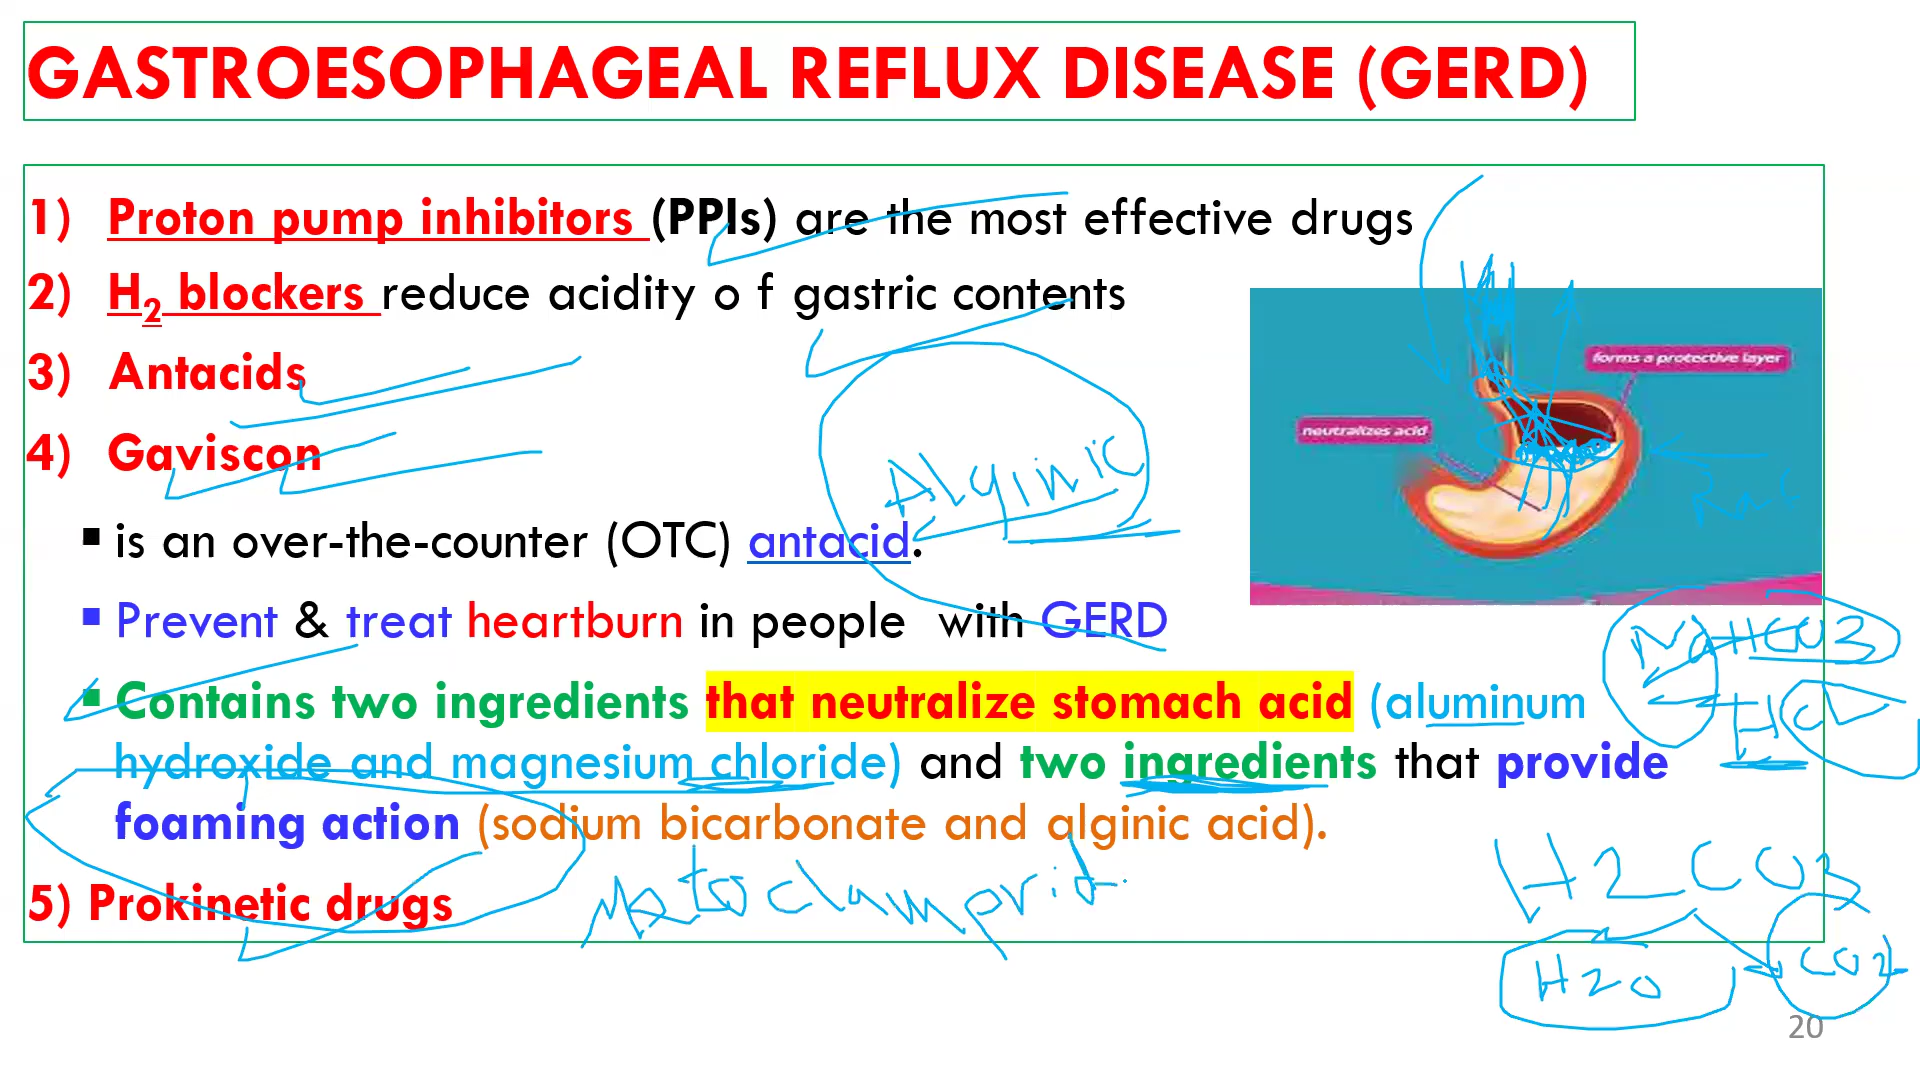 GASTROESOPHAGEAL REFLUX DISEASE (GERD)
1) Proton pump inhibitors (PPIs) are the most effective drugs
2) H2 blockers reduce acidity o f gastric contents
3) Antacids
4) Gaviscon
forms a protective layer
neutralizes acid
Alginic
▪ is an over-the-counter (OTC) antacid.
▪ Prevent & treat heartburn in people with GERD
NaHCO3
▪ Contains two ingredients that neutralize stomach acid (aluminum
HCl
hydroxide and magnesium chloride) and two ingredients that provide
foaming action (sodium bicarbonate and alginic acid).
H2CO3
5) Prokinetic drugs
H2O
CO2
20